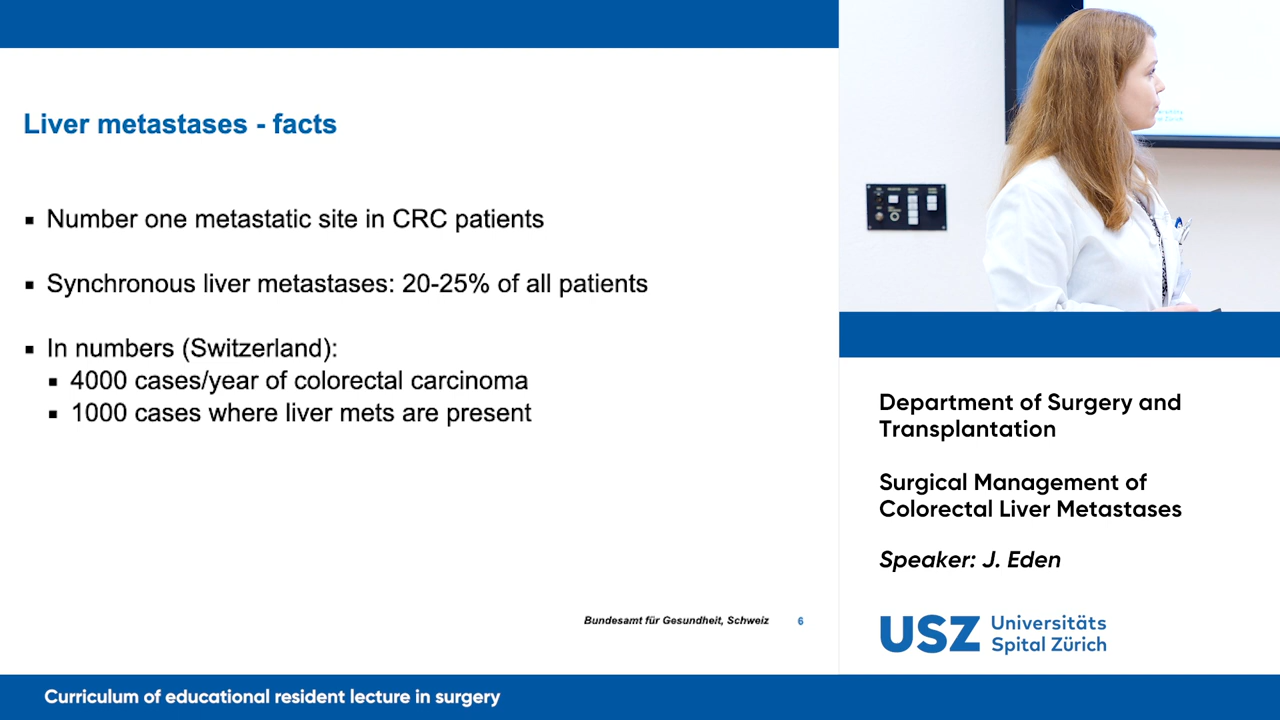 Liver metastases - facts
▪ Number one metastatic site in CRC patients
▪ Synchronous liver metastases: 20-25% of all patients
▪ In numbers (Switzerland):
▪ 4000 cases/year of colorectal carcinoma
▪ 1000 cases where liver mets are present
Bundesamt für Gesundheit, Schweiz
6
Department of Surgery and
Transplantation
Surgical Management of
Colorectal Liver Metastases
Speaker: J. Eden
USZ Universitäts
Spital Zürich
Curriculum of educational resident lecture in surgery